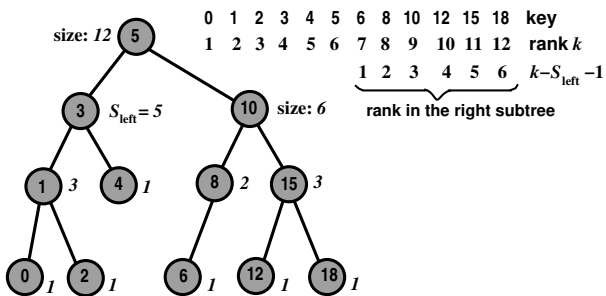 0 1 2 3 4 5 6 8 10 12 15 18 key
size: 12 5 1 2 3 4 5 6 7 8 9 10 11 12 rank k
1 2 3 4 5 6 k−S_left −1
3 S_left = 5 10 size: 6 rank in the right subtree
1 3 4 1 8 2 15 3
0 1 2 1 6 1 12 1 18 1